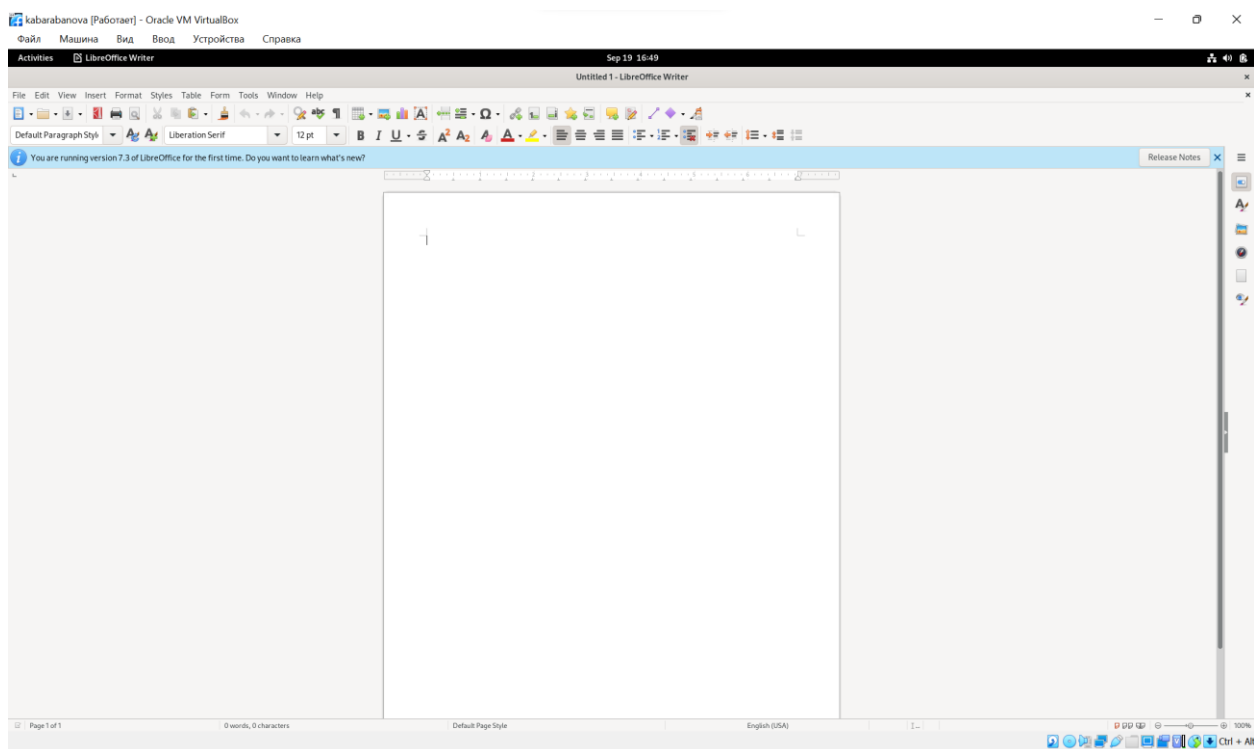 kabarabanova [Работает] - Oracle VM VirtualBox
Файл Машина Вид Ввод Устройства Справка
Activities LibreOffice Writer Sep 19 16:49
Untitled 1 - LibreOffice Writer
File Edit View Insert Format Styles Table Form Tools Window Help
Default Paragraph Styl Liberation Serif 12 pt
You are running version 7.3 of LibreOffice for the first time. Do you want to learn what's new? Release Notes
Page 1 of 1 0 words, 0 characters Default Page Style English (USA) 100%
Ctrl + Alt